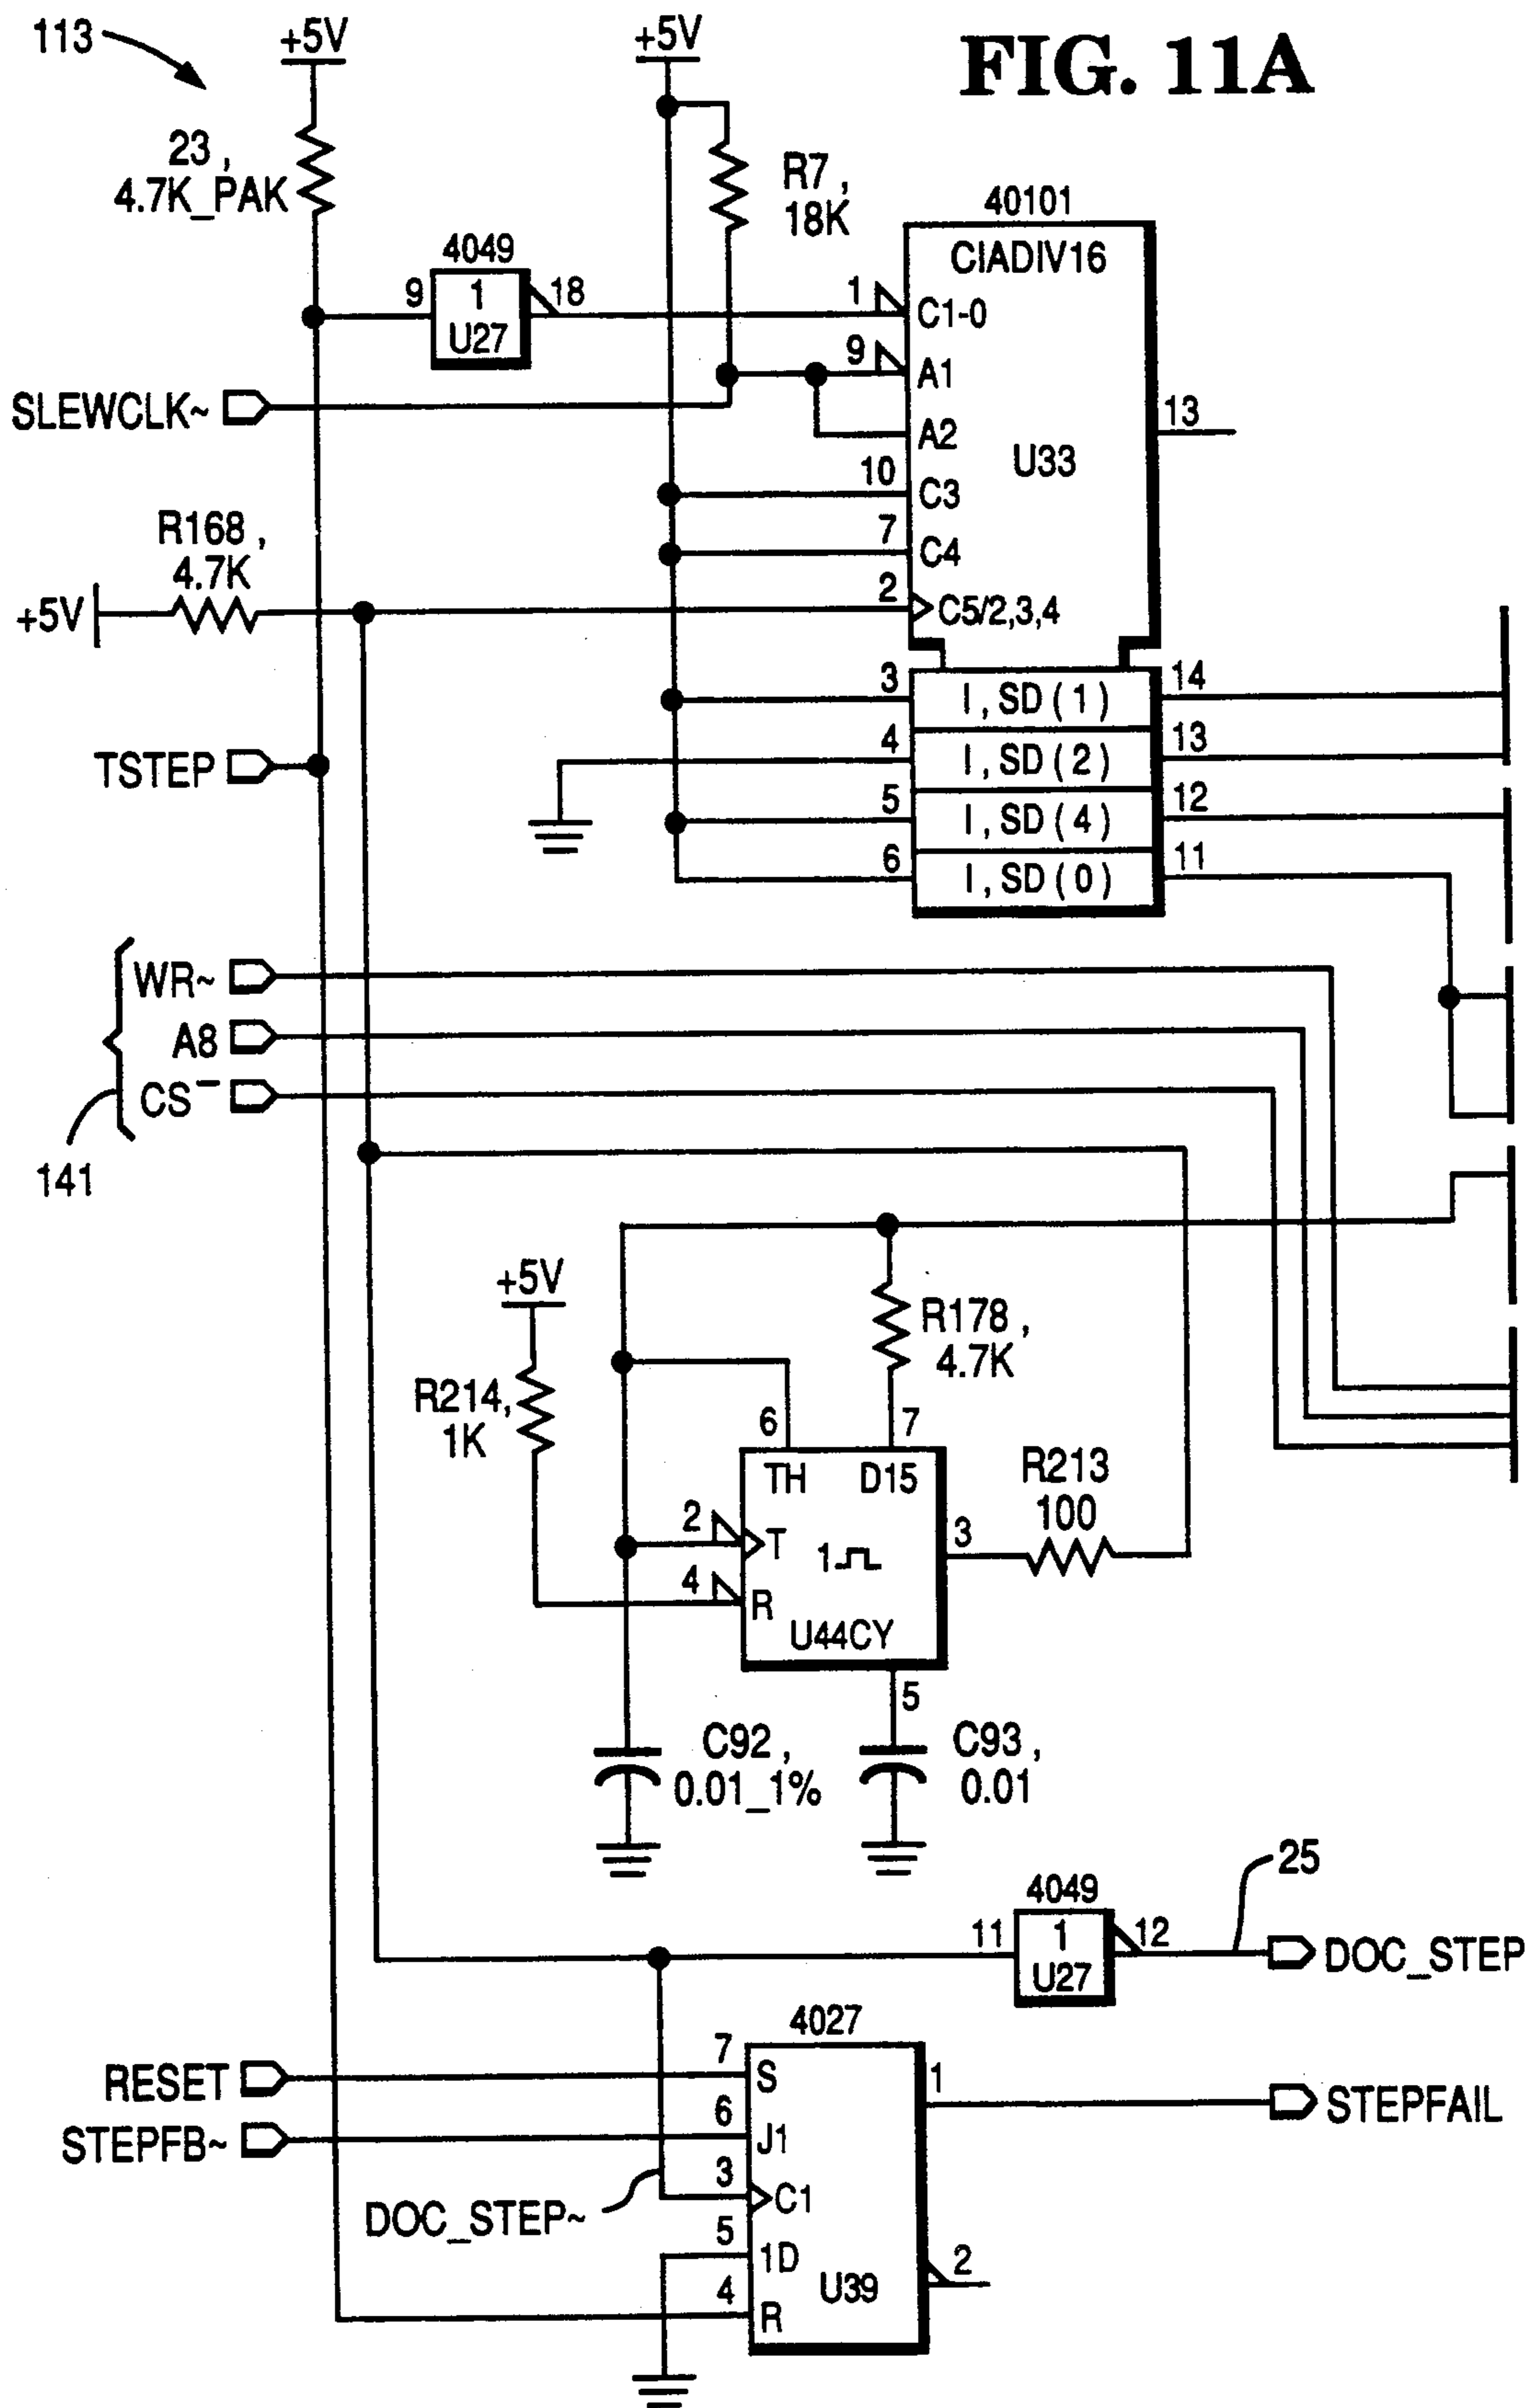 FIG. 11A
113
+5V
+5V
23 ,
4.7K_PAK
R7 ,
18K
40101
CIADIV16
4049
9
1
18
U27
1
C1-0
9
A1
SLEWCLK~
A2
13
U33
10
C3
7
C4
R168 ,
4.7K
+5V
2
C5/2,3,4
3
I , SD ( 1 )
14
TSTEP
4
I , SD ( 2 )
13
5
I , SD ( 4 )
12
6
I , SD ( 0 )
11
WR~
A8
CS‾
141
+5V
R178 ,
4.7K
R214,
1K
6
7
TH
D15
R213
100
2
T
1
3
4
R
U44CY
5
C92 ,
0.01_1%
C93 ,
0.01
25
4049
11
1
12
U27
DOC_STEP
4027
RESET
7
S
1
STEPFAIL
STEPFB~
6
J1
3
C1
DOC_STEP~
5
1D
2
U39
4
R